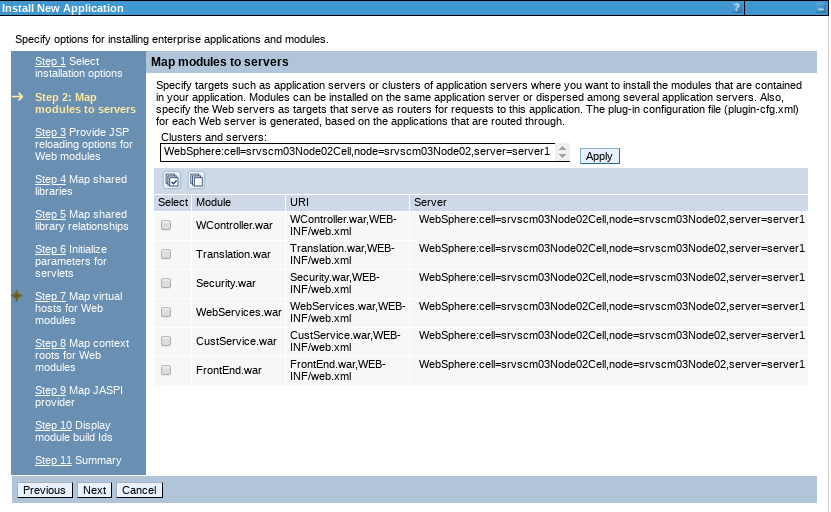 Install New Application
?
Specify options for installing enterprise applications and modules.
Step 1 Select
installation options
Step 2: Map
modules to servers
Step 3 Provide JSP
reloading options for
Web modules
Step 4 Map shared
libraries
Step 5 Map shared
library relationships
Step 6 Initialize
parameters for
servlets
Step 7 Map virtual
hosts for Web
modules
Step 8 Map context
roots for Web
modules
Step 9 Map JASPI
provider
Step 10 Display
module build Ids
Step 11 Summary
Map modules to servers
Specify targets such as application servers or clusters of application servers where you want to install the modules that are contained
in your application. Modules can be installed on the same application server or dispersed among several application servers. Also,
specify the Web servers as targets that serve as routers for requests to this application. The plug-in configuration file (plugin-cfg.xml)
for each Web server is generated, based on the applications that are routed through.
Clusters and servers:
WebSphere:cell=srvscm03Node02Cell,node=srvscm03Node02,server=server1
Apply
Select Module URI Server
WController.war WController.war,WEB- WebSphere:cell=srvscm03Node02Cell,node=srvscm03Node02,server=server1
INF/web.xml
Translation.war Translation.war,WEB- WebSphere:cell=srvscm03Node02Cell,node=srvscm03Node02,server=server1
INF/web.xml
Security.war Security.war,WEB- WebSphere:cell=srvscm03Node02Cell,node=srvscm03Node02,server=server1
INF/web.xml
WebServices.war WebServices.war,WEB- WebSphere:cell=srvscm03Node02Cell,node=srvscm03Node02,server=server1
INF/web.xml
CustService.war CustService.war,WEB- WebSphere:cell=srvscm03Node02Cell,node=srvscm03Node02,server=server1
INF/web.xml
FrontEnd.war FrontEnd.war,WEB- WebSphere:cell=srvscm03Node02Cell,node=srvscm03Node02,server=server1
INF/web.xml
Previous Next Cancel